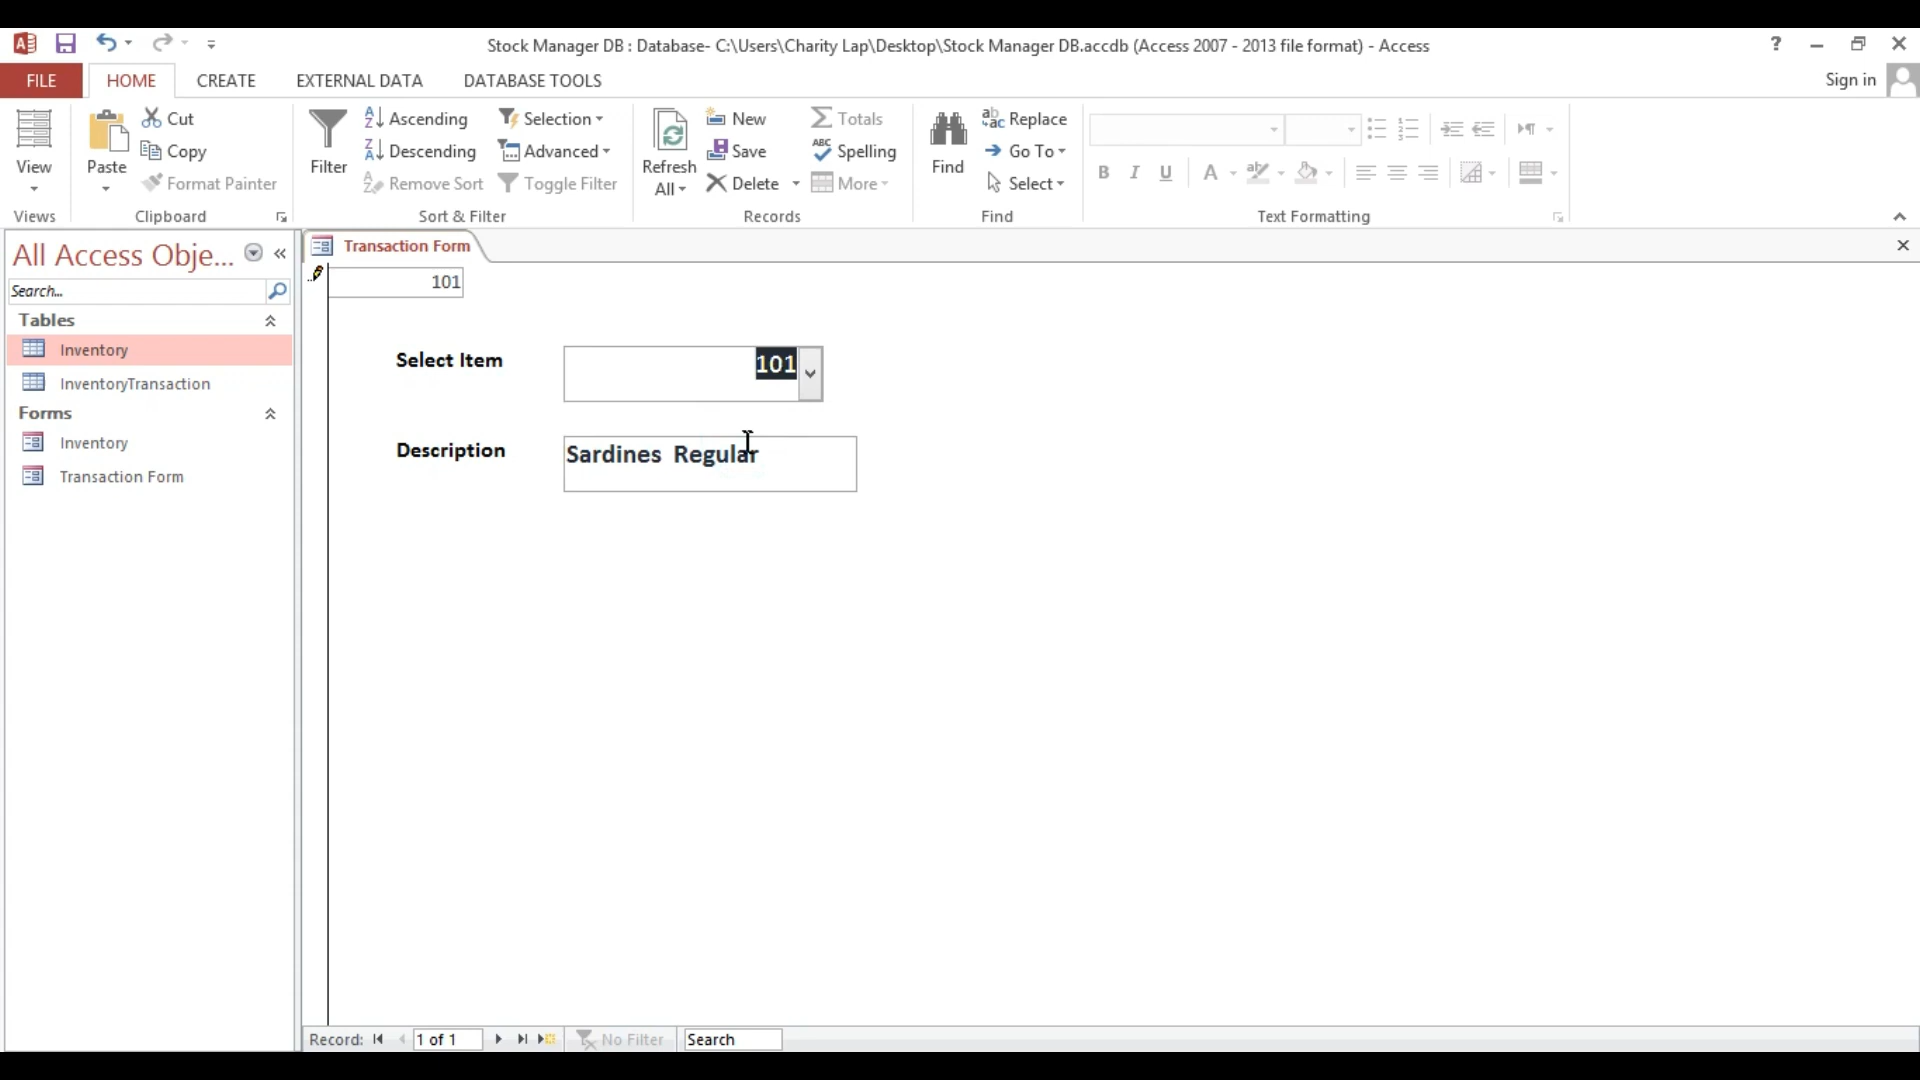 Stock Manager DB : Database- C:\Users\Charity Lap\Desktop\Stock Manager DB.accdb (Access 2007 - 2013 file format) - Access
?
FILE HOME CREATE EXTERNAL DATA DATABASE TOOLS Sign in
View
Views
Paste
Cut
Copy
Format Painter
Clipboard
Filter
Ascending
Descending
Remove Sort
Selection
Advanced
Toggle Filter
Sort & Filter
Refresh
All
New
Save
Delete
Totals
Spelling
More
Records
Find
Replace
Go To
Select
Find
B I U A
Text Formatting
All Access Obje...
Search...
Tables
Inventory
InventoryTransaction
Forms
Inventory
Transaction Form
Transaction Form
101
Select Item 101
Description Sardines Regular
Record: 1 of 1 No Filter Search